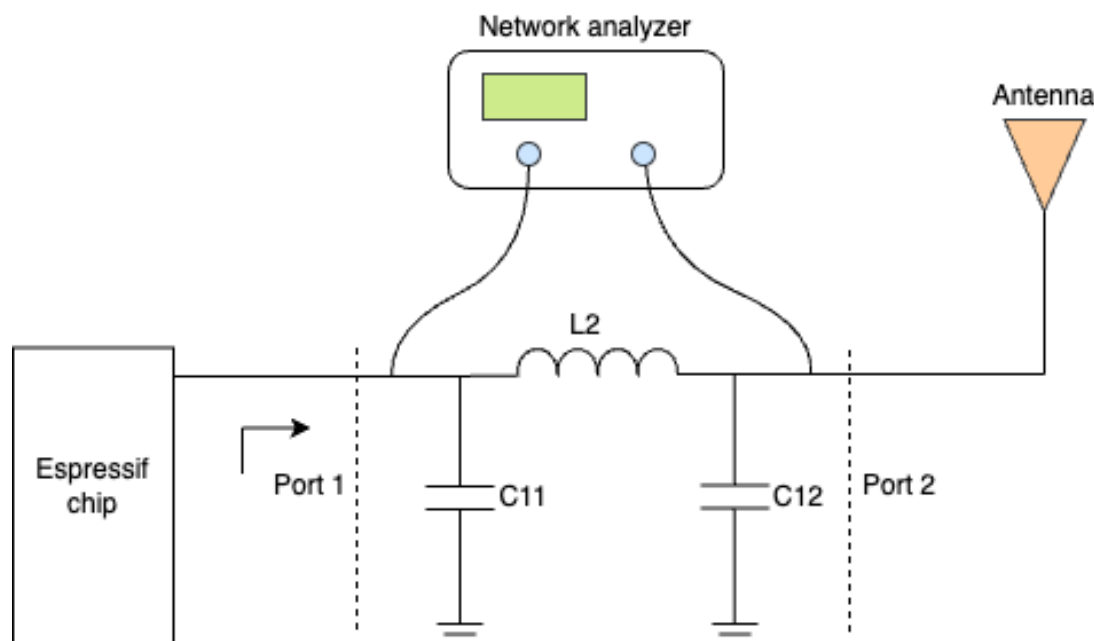 Network analyzer
Antenna
L2
Espressif
chip
Port 1
C11
C12
Port 2